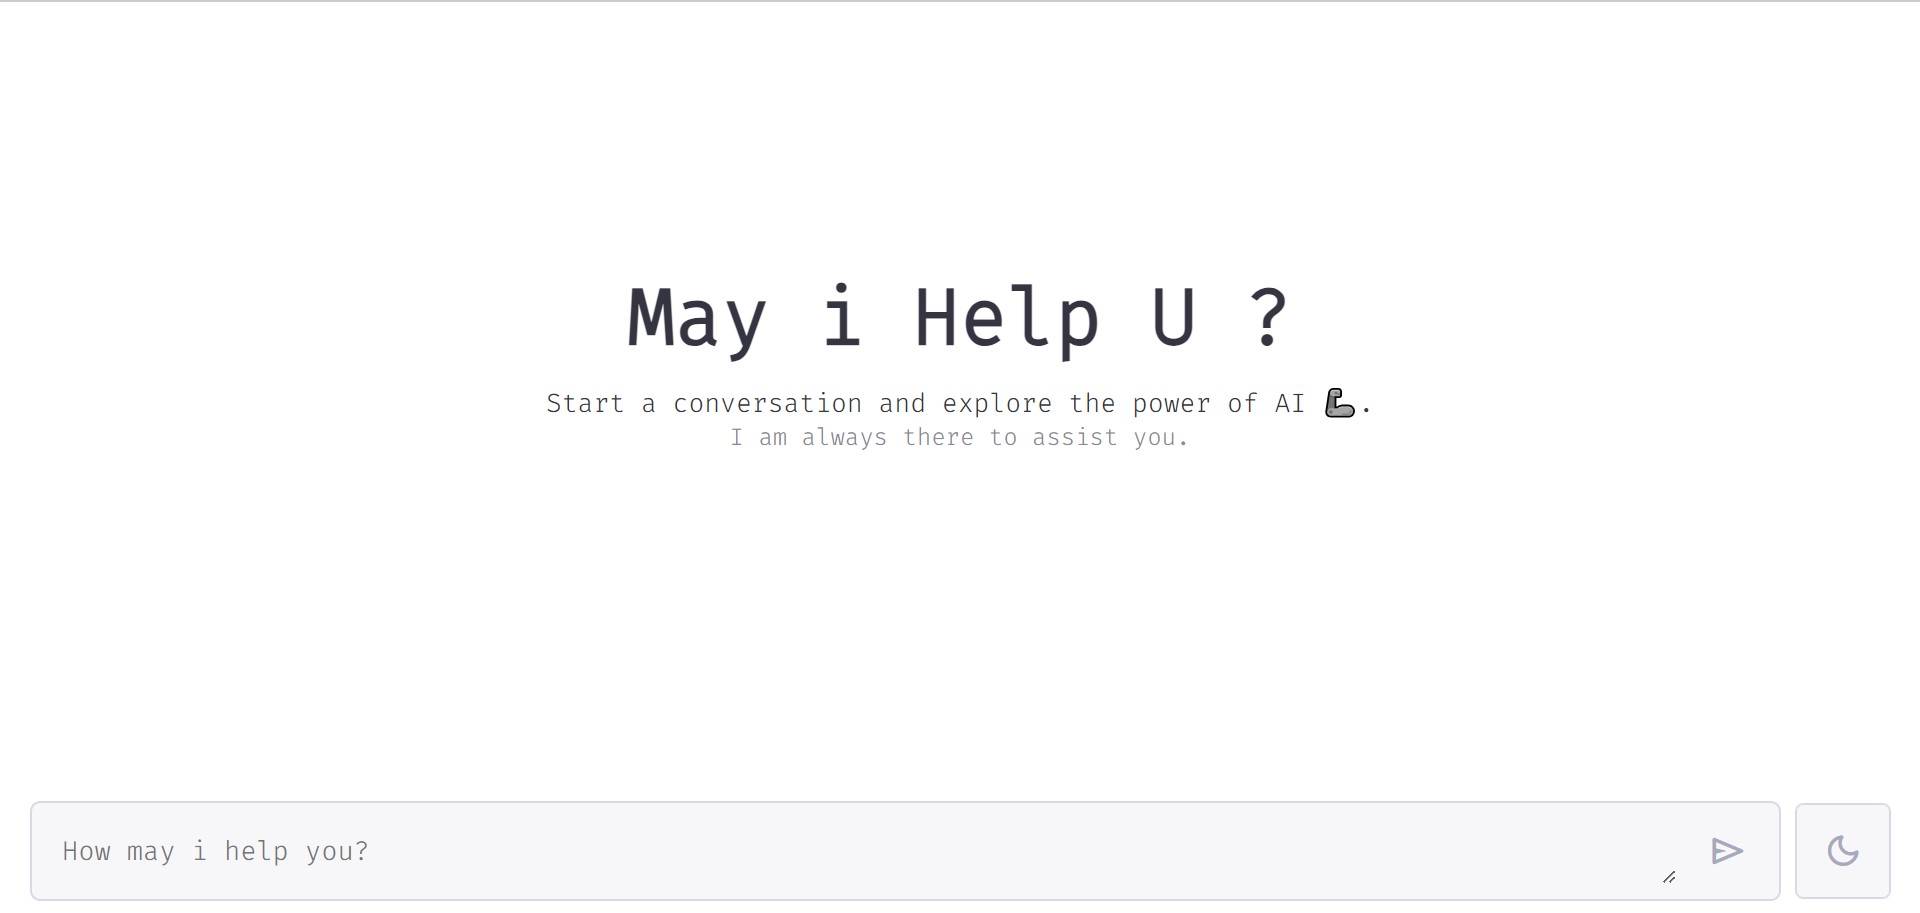 May i Help U ?
Start a conversation and explore the power of AI 🦾.
I am always there to assist you.
How may i help you?